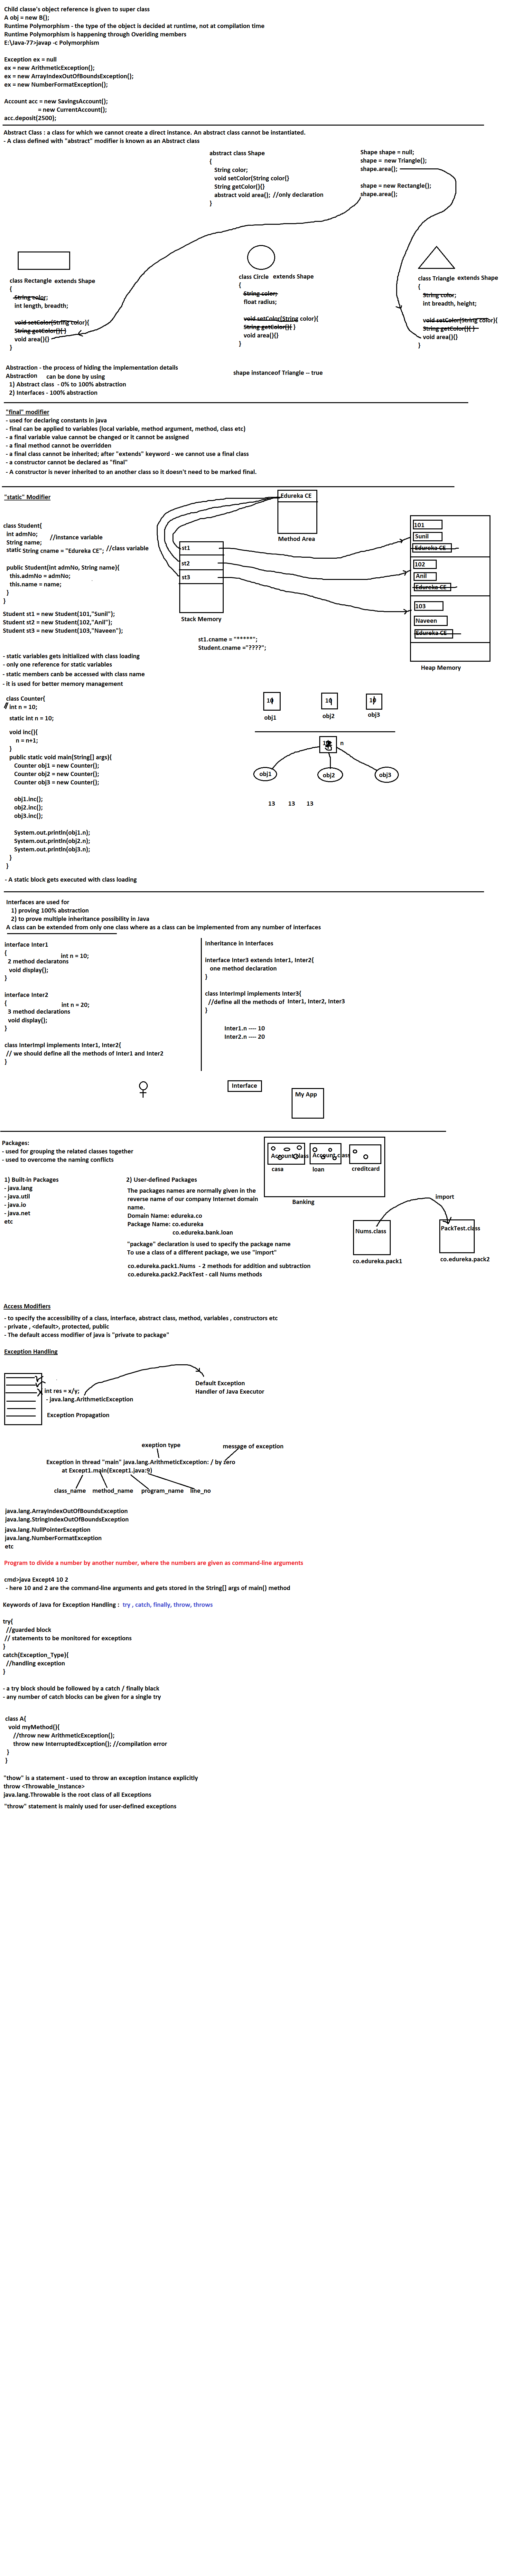 Child classe's object reference is given to super class
A obj = new B();
Runtime Polymorphism - the type of the object is decided at runtime, not at compilation time
Runtime Polymorphism is happening through Overiding members
E:\Java-77>javap -c Polymorphism
Exception ex = null
ex = new ArithmeticException();
ex = new ArrayIndexOutOfBoundsException();
ex = new NumberFormatException();
Account acc = new SavingsAccount();
= new CurrentAccount();
acc.deposit(2500);
Abstract Class : a class for which we cannot create a direct instance. An abstract class cannot be instantiated.
- A class defined with "abstract" modifier is known as an Abstract class
abstract class Shape
{
String color;
void setColor(String color{}
String getColor(){}
abstract void area(); //only declaration
}
Shape shape = null;
shape = new Triangle();
shape.area();
shape = new Rectangle();
shape.area();
class Rectangle extends Shape
{
String color;
int length, breadth;
void setColor(String color){
String getColor(){ }
void area(){}
}
class Circle extends Shape
{
String color;
float radius;
void setColor(String color){
String getColor(){ }
void area(){}
}
class Triangle extends Shape
{
String color;
int breadth, height;
void setColor(String color){
String getColor(){ }
void area(){}
}
Abstraction - the process of hiding the implementation details
Abstraction can be done by using
1) Abstract class - 0% to 100% abstraction
2) Interfaces - 100% abstraction
shape instanceof Triangle -- true
"final" modifier
- used for declaring constants in java
- final can be applied to variables (local variable, method argument, method, class etc)
- a final variable value cannot be changed or it cannot be assigned
- a final method cannot be overridden
- a final class cannot be inherited; after "extends" keyword - we cannot use a final class
- a constructor cannot be declared as "final"
- A constructor is never inherited to an another class so it doesn't need to be marked final.
"static" Modifier
class Student{
int admNo; //instance variable
String name;
static String cname = "Edureka CE"; //class variable
public Student(int admNo, String name){
this.admNo = admNo;
this.name = name;
}
}
Student st1 = new Student(101,"Sunil");
Student st2 = new Student(102,"Anil");
Student st3 = new Student(103,"Naveen");
Edureka CE
Method Area
st1
st2
st3
Stack Memory
st1.cname = "*****";
Student.cname ="????";
101
Sunil
Edureka CE
102
Anil
Edureka CE
103
Naveen
Edureka CE
Heap Memory
- static variables gets initialized with class loading
- only one reference for static variables
- static members canb be accessed with class name
- it is used for better memory management
class Counter{
// int n = 10;
static int n = 10;
void inc(){
n = n+1;
}
public static void main(String[] args){
Counter obj1 = new Counter();
Counter obj2 = new Counter();
Counter obj3 = new Counter();
obj1.inc();
obj2.inc();
obj3.inc();
System.out.println(obj1.n);
System.out.println(obj2.n);
System.out.println(obj3.n);
}
}
obj1
obj2
obj3
n
obj1
obj2
obj3
13 13 13
- A static block gets executed with class loading
Interfaces are used for
1) proving 100% abstraction
2) to prove multiple inheritance possibility in Java
A class can be extended from only one class where as a class can be implemented from any number of interfaces
interface Inter1
{ int n = 10;
2 method declaratons
void display();
}
interface Inter2
{ int n = 20;
3 method declarations
void display();
}
class InterImpl implements Inter1, Inter2{
// we should define all the methods of Inter1 and Inter2
}
Inheritance in Interfaces
interface Inter3 extends Inter1, Inter2{
one method declaration
}
class InterImpl implements Inter3{
//define all the methods of Inter1, Inter2, Inter3
}
Inter1.n ---- 10
Inter2.n ---- 20
Interface
My App
Packages:
- used for grouping the related classes together
- used to overcome the naming conflicts
1) Built-in Packages
- java.lang
- java.util
- java.io
- java.net
etc
2) User-defined Packages
The packages names are normally given in the
reverse name of our company Internet domain
name.
Domain Name: edureka.co
Package Name: co.edureka
co.edureka.bank.loan
"package" declaration is used to specify the package name
To use a class of a different package, we use "import"
co.edureka.pack1.Nums - 2 methods for addition and subtraction
co.edureka.pack2.PackTest - call Nums methods
Account.class
Account.class
casa
loan
creditcard
Banking
import
Nums.class
PackTest.class
co.edureka.pack1
co.edureka.pack2
Access Modifiers
- to specify the accessibility of a class, interface, abstract class, method, variables , constructors etc
- private , <default>, protected, public
- The default access modifier of java is "private to package"
Exception Handling
int res = x/y;
- java.lang.ArithmeticException
Exception Propagation
Default Exception
Handler of Java Executor
exeption type
message of exception
Exception in thread "main" java.lang.ArithmeticException: / by zero
at Except1.main(Except1.java:9)
class_name method_name program_name line_no
java.lang.ArrayIndexOutOfBoundsException
java.lang.StringIndexOutOfBoundsException
java.lang.NullPointerException
java.lang.NumberFormatException
etc
Program to divide a number by another number, where the numbers are given as command-line arguments
cmd>java Except4 10 2
- here 10 and 2 are the command-line arguments and gets stored in the String[] args of main() method
Keywords of Java for Exception Handling : try , catch, finally, throw, throws
try{
//guarded block
// statements to be monitored for exceptions
}
catch(Exception_Type){
//handling exception
}
- a try block should be followed by a catch / finally black
- any number of catch blocks can be given for a single try
class A{
void myMethod(){
//throw new ArithmeticException();
throw new InterruptedException(); //compilation error
}
}
"thow" is a statement - used to throw an exception instance explicitly
throw <Throwable_Instance>
java.lang.Throwable is the root class of all Exceptions
"throw" statement is mainly used for user-defined exceptions